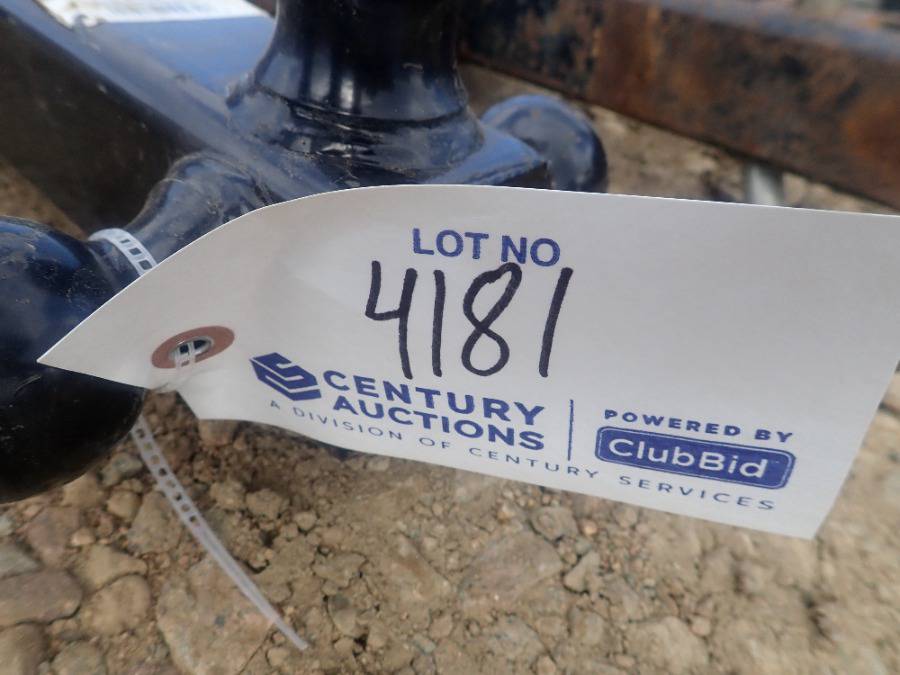 LOT NO
4181
CENTURY
AUCTIONS
A DIVISION OF CENTURY SERVICES
POWERED BY
ClubBid